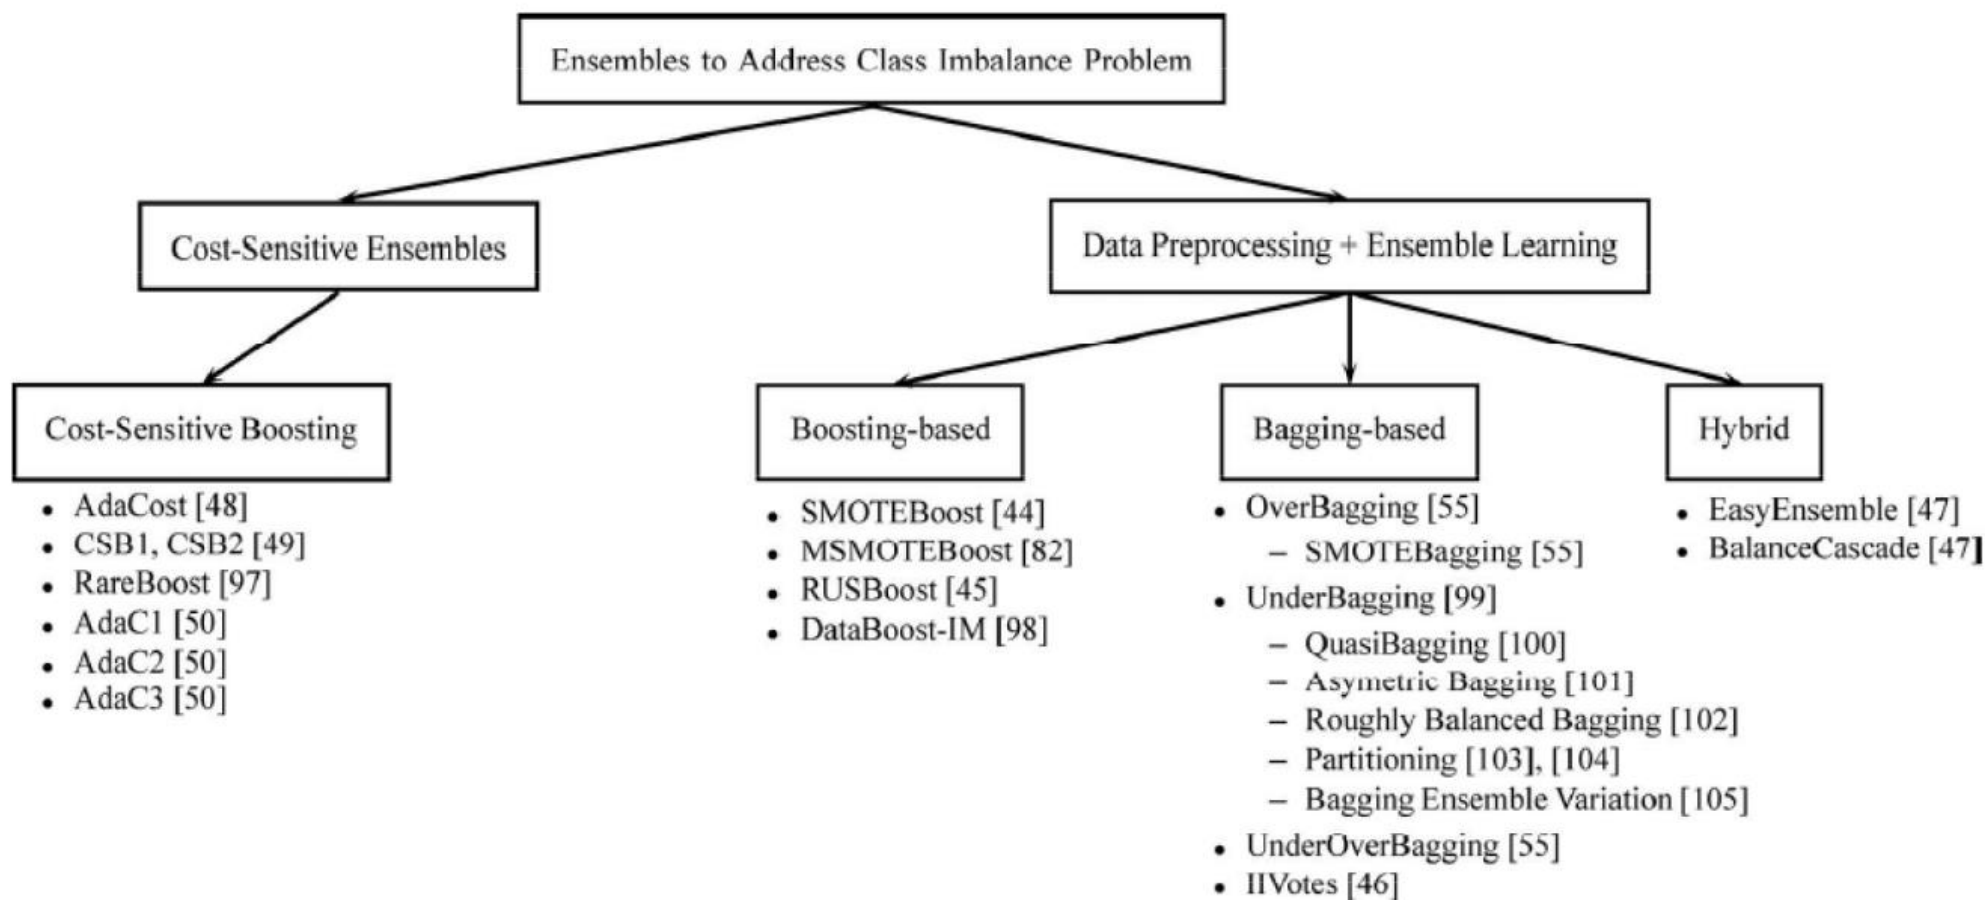 Ensembles to Address Class Imbalance Problem
Cost-Sensitive Ensembles
Data Preprocessing + Ensemble Learning
Cost-Sensitive Boosting
• AdaCost [48]
• CSB1, CSB2 [49]
• RareBoost [97]
• AdaC1 [50]
• AdaC2 [50]
• AdaC3 [50]
Boosting-based
• SMOTEBoost [44]
• MSMOTEBoost [82]
• RUSBoost [45]
• DataBoost-IM [98]
Bagging-based
• OverBagging [55]
– SMOTEBagging [55]
• UnderBagging [99]
– QuasiBagging [100]
– Asymetric Bagging [101]
– Roughly Balanced Bagging [102]
– Partitioning [103], [104]
– Bagging Ensemble Variation [105]
• UnderOverBagging [55]
• IIVotes [46]
Hybrid
• EasyEnsemble [47]
• BalanceCascade [47]